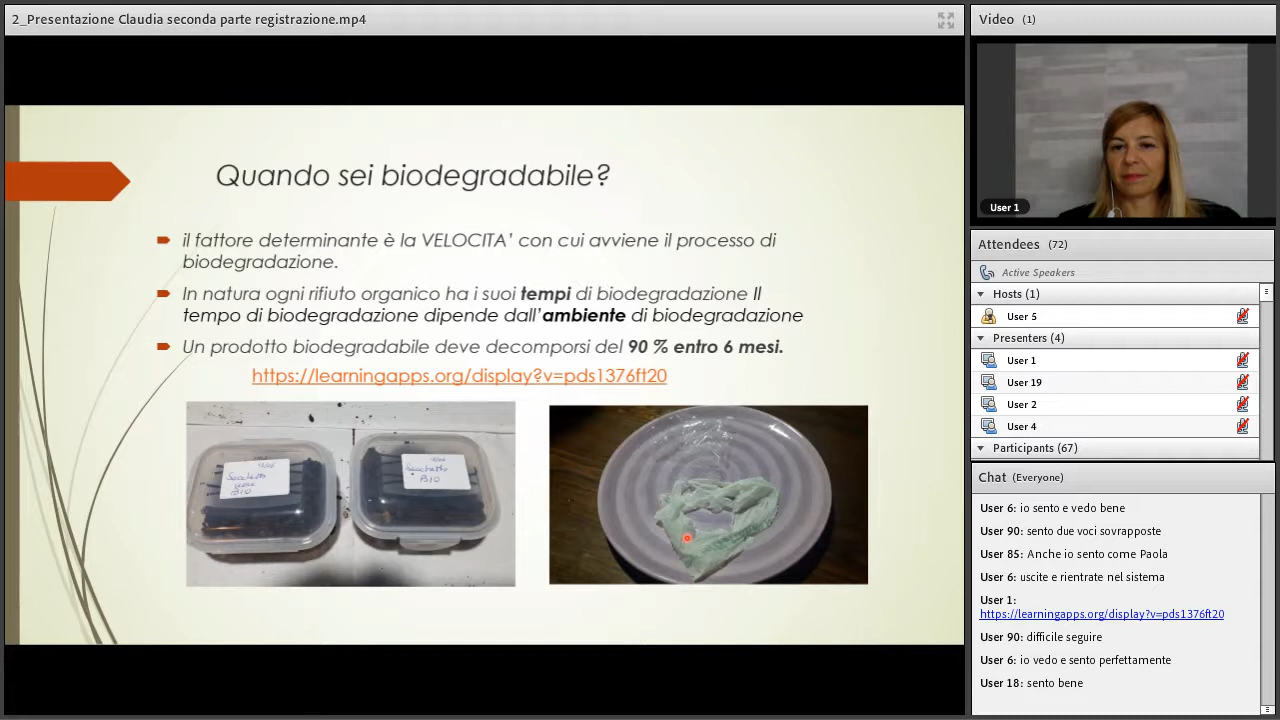 2_Presentazione Claudia seconda parte registrazione.mp4
Quando sei biodegradabile?
il fattore determinante è la VELOCITA' con cui avviene il processo di
biodegradazione.
In natura ogni rifiuto organico ha i suoi tempi di biodegradazione Il
tempo di biodegradazione dipende dall'ambiente di biodegradazione
Un prodotto biodegradabile deve decomporsi del 90 % entro 6 mesi.
https://learningapps.org/display?v=pds1376ft20
Sacchetto
BIO
Sacchetto
BIO
Video (1)
User 1
Attendees (72)
Active Speakers
Hosts (1)
User 5
Presenters (4)
User 1
User 19
User 2
User 4
Participants (67)
Chat (Everyone)
User 6: io sento e vedo bene
User 90: sento due voci sovrapposte
User 85: Anche io sento come Paola
User 6: uscite e rientrate nel sistema
User 1:
https://learningapps.org/display?v=pds1376ft20
User 90: difficile seguire
User 6: io vedo e sento perfettamente
User 18: sento bene